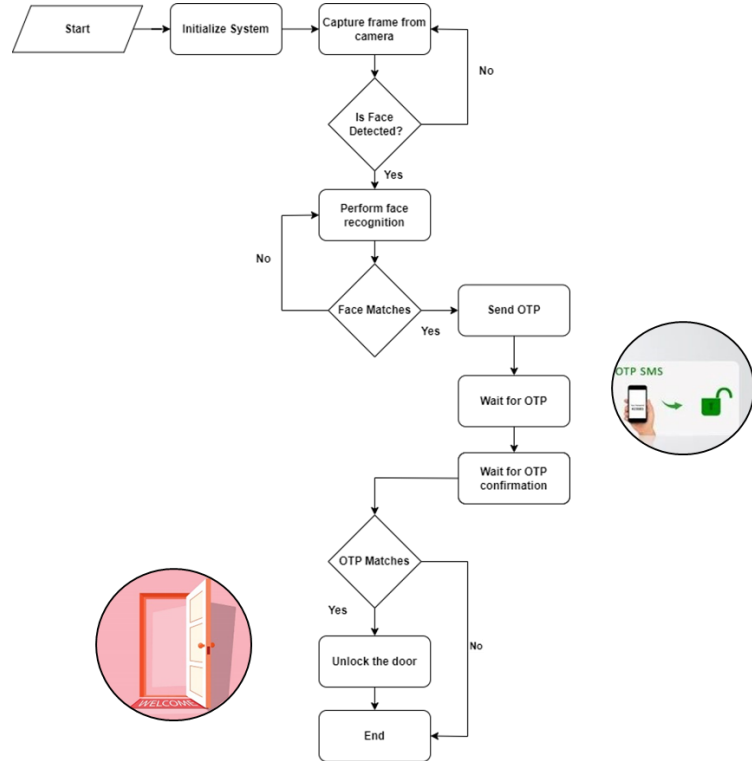 Start
Initialize System
Capture frame from
camera
No
Is Face
Detected?
Yes
Perform face
recognition
No
Face Matches
Yes
Send OTP
OTP SMS
Wait for OTP
Wait for OTP
confirmation
OTP Matches
Yes
No
Unlock the door
WELCOME
End